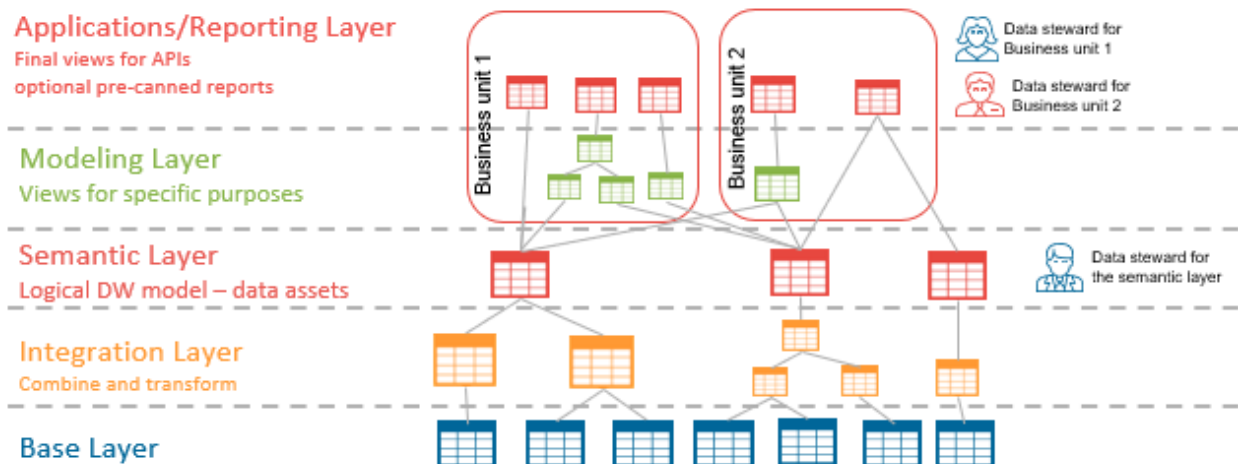 Applications/Reporting Layer
Final views for APIs
optional pre-canned reports
Business unit 1
Business unit 2
Data steward for
Business unit 1
Data steward for
Business unit 2
Modeling Layer
Views for specific purposes
Semantic Layer
Logical DW model – data assets
Data steward for
the semantic layer
Integration Layer
Combine and transform
Base Layer